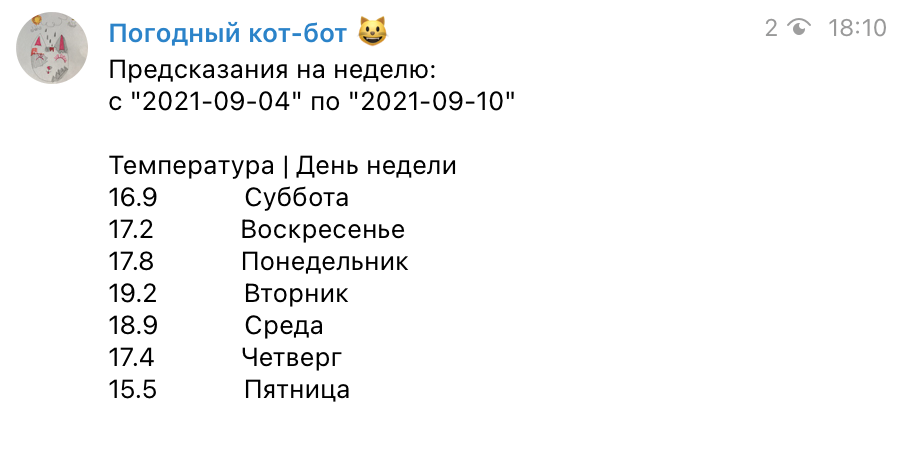 Погодный кот-бот 😺
2 18:10
Предсказания на неделю:
с "2021-09-04" по "2021-09-10"
Температура | День недели
16.9 Суббота
17.2 Воскресенье
17.8 Понедельник
19.2 Вторник
18.9 Среда
17.4 Четверг
15.5 Пятница